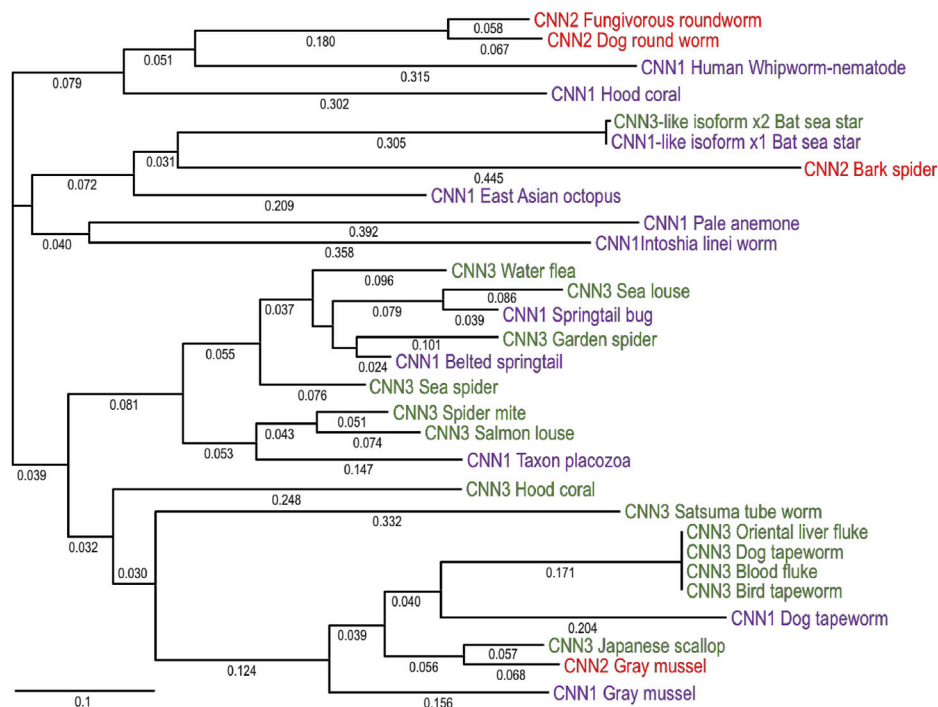 CNN2 Fungivorous roundworm
0.058
0.180
CNN2 Dog round worm
0.067
0.051
CNN1 Human Whipworm-nematode
0.315
0.079
CNN1 Hood coral
0.302
CNN3-like isoform x2 Bat sea star
0.305
CNN1-like isoform x1 Bat sea star
0.031
CNN2 Bark spider
0.445
0.072
CNN1 East Asian octopus
0.209
CNN1 Pale anemone
0.392
0.040
CNN1Intoshia linei worm
0.358
CNN3 Water flea
0.096
CNN3 Sea louse
0.086
0.037
0.079
CNN1 Springtail bug
0.039
CNN3 Garden spider
0.101
0.055
CNN1 Belted springtail
0.024
CNN3 Sea spider
0.076
0.081
CNN3 Spider mite
0.051
0.043
CNN3 Salmon louse
0.074
0.053
CNN1 Taxon placozoa
0.147
0.039
CNN3 Hood coral
0.248
CNN3 Satsuma tube worm
0.332
0.032
CNN3 Oriental liver fluke
CNN3 Dog tapeworm
0.171
CNN3 Blood fluke
0.030
CNN3 Bird tapeworm
0.040
CNN1 Dog tapeworm
0.204
0.039
CNN3 Japanese scallop
0.057
0.056
CNN2 Gray mussel
0.068
0.124
CNN1 Gray mussel
0.156
0.1